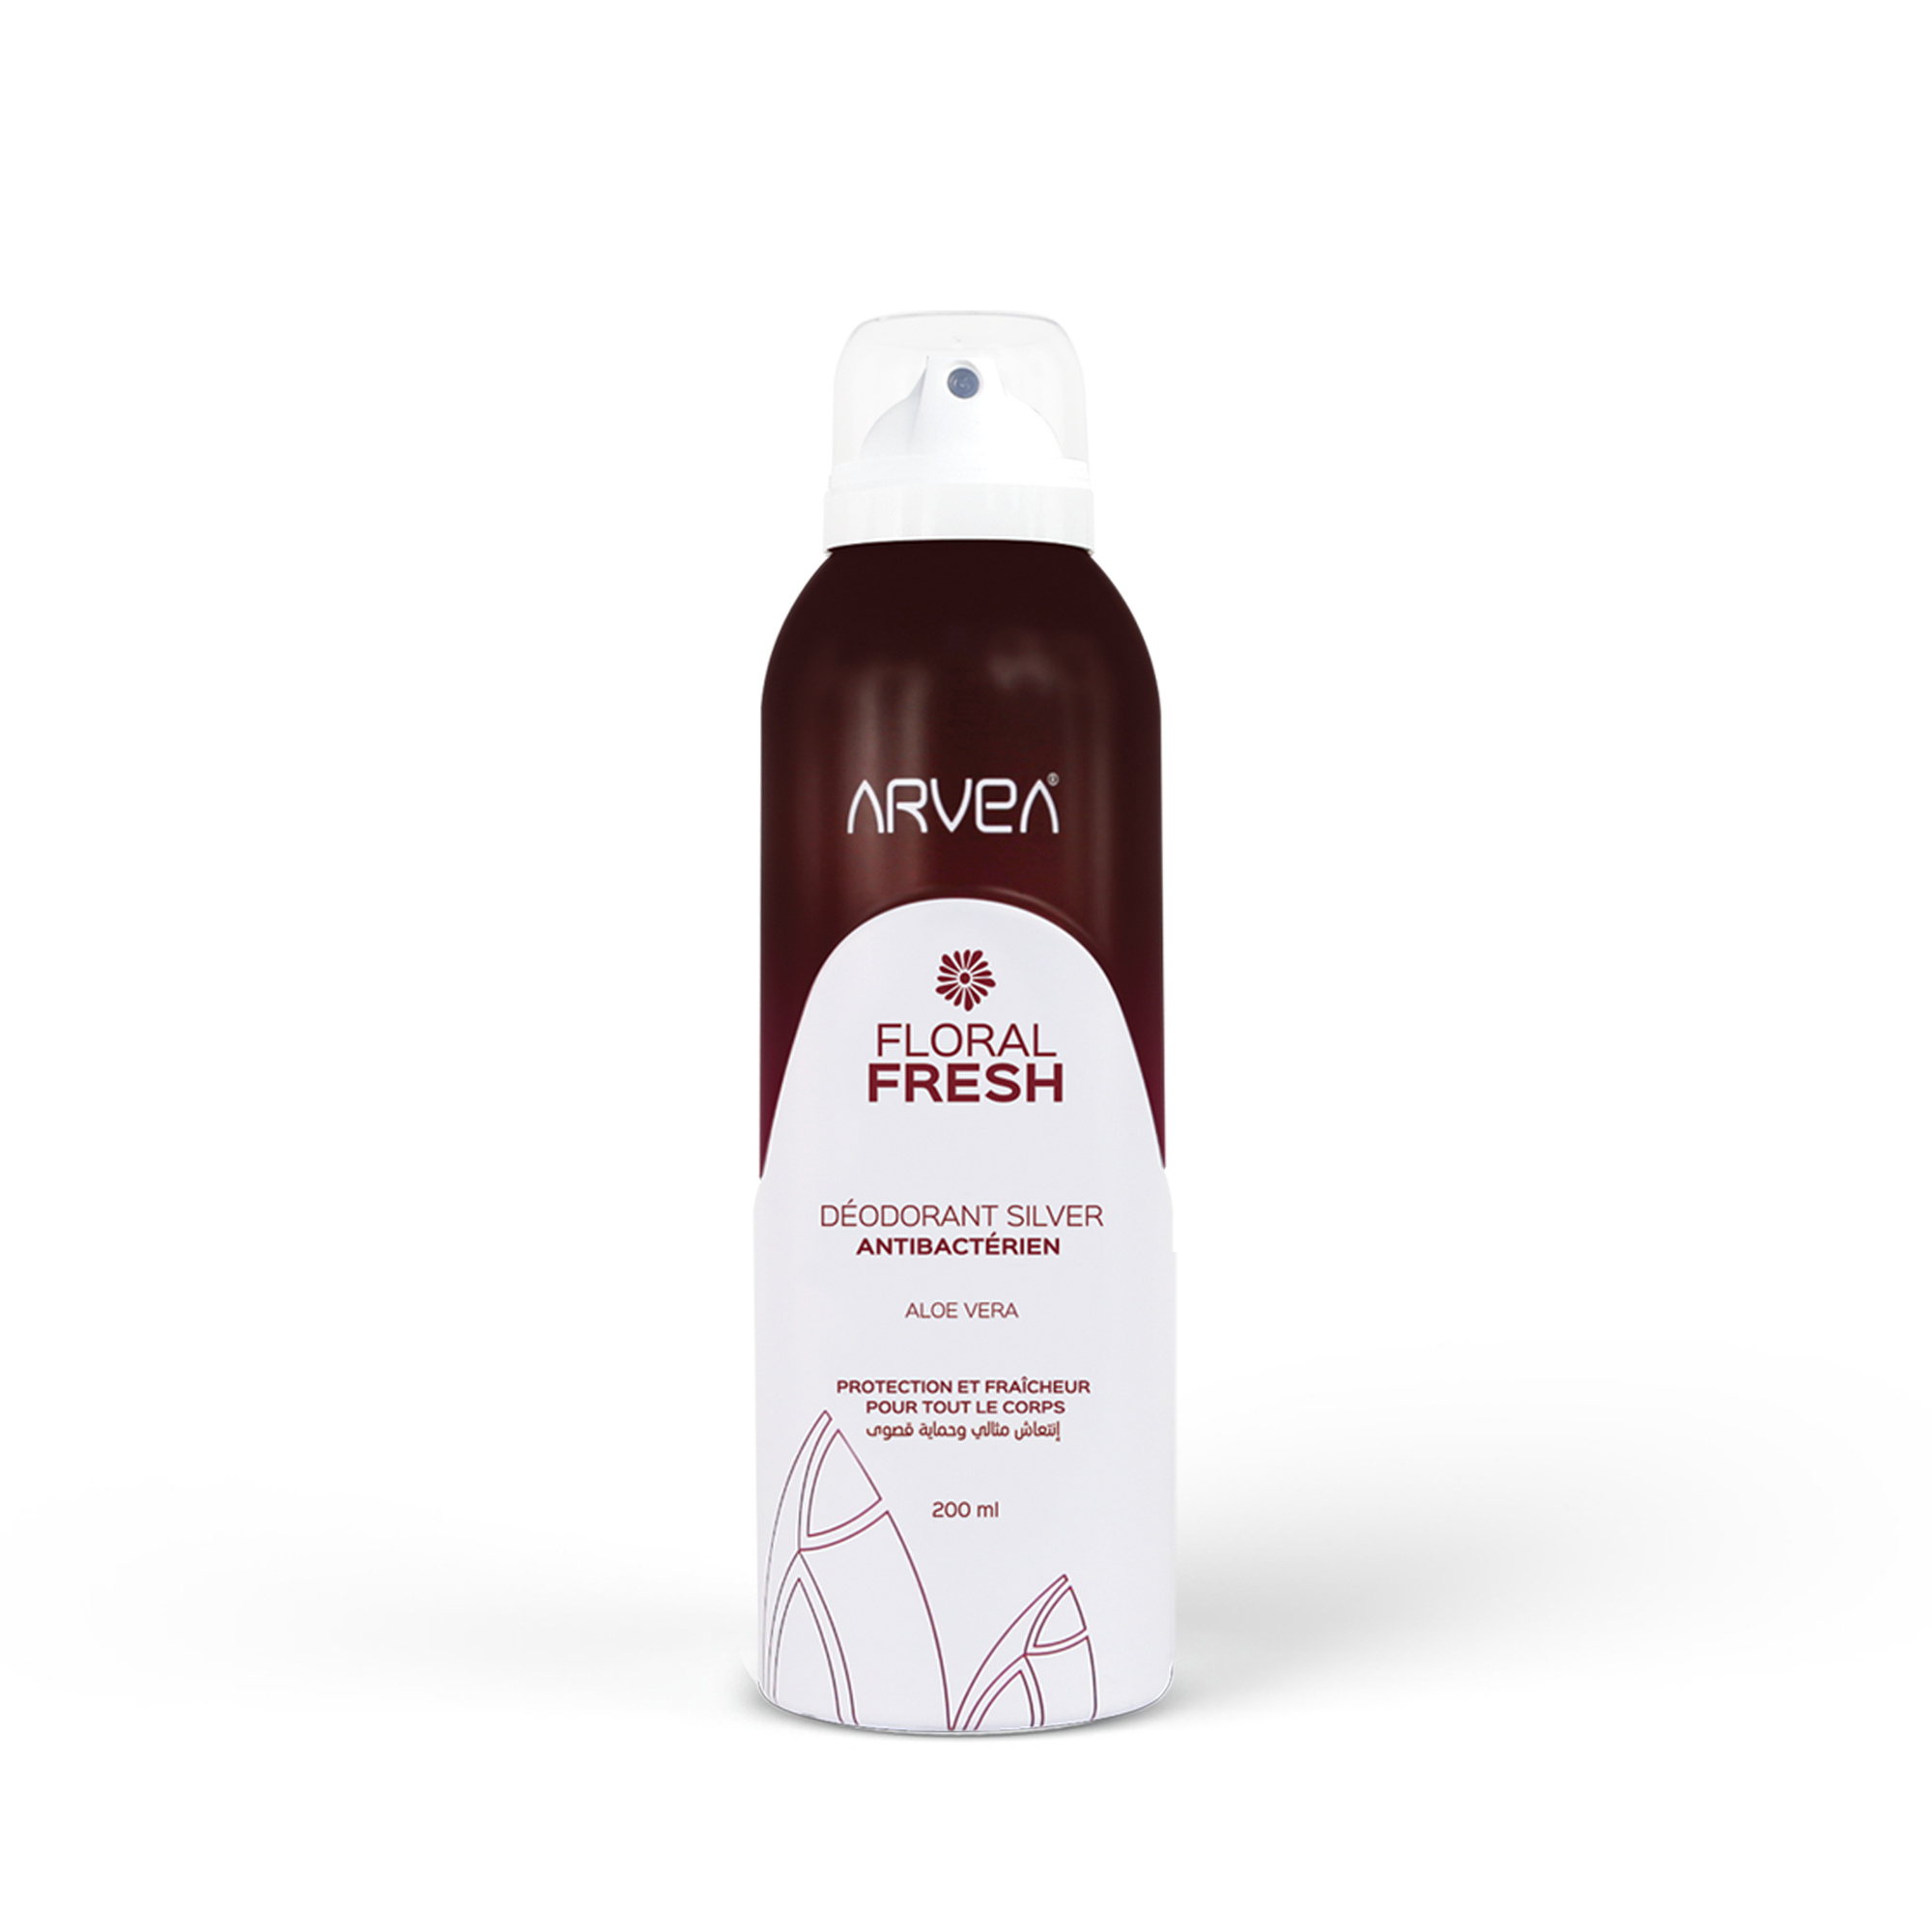 ARVEA®
FLORAL
FRESH
DÉODORANT SILVER
ANTIBACTÉRIEN
ALOE VERA
PROTECTION ET FRAÎCHEUR
POUR TOUT LE CORPS
إنتعاش مثالي وحماية قصوى
200 ml